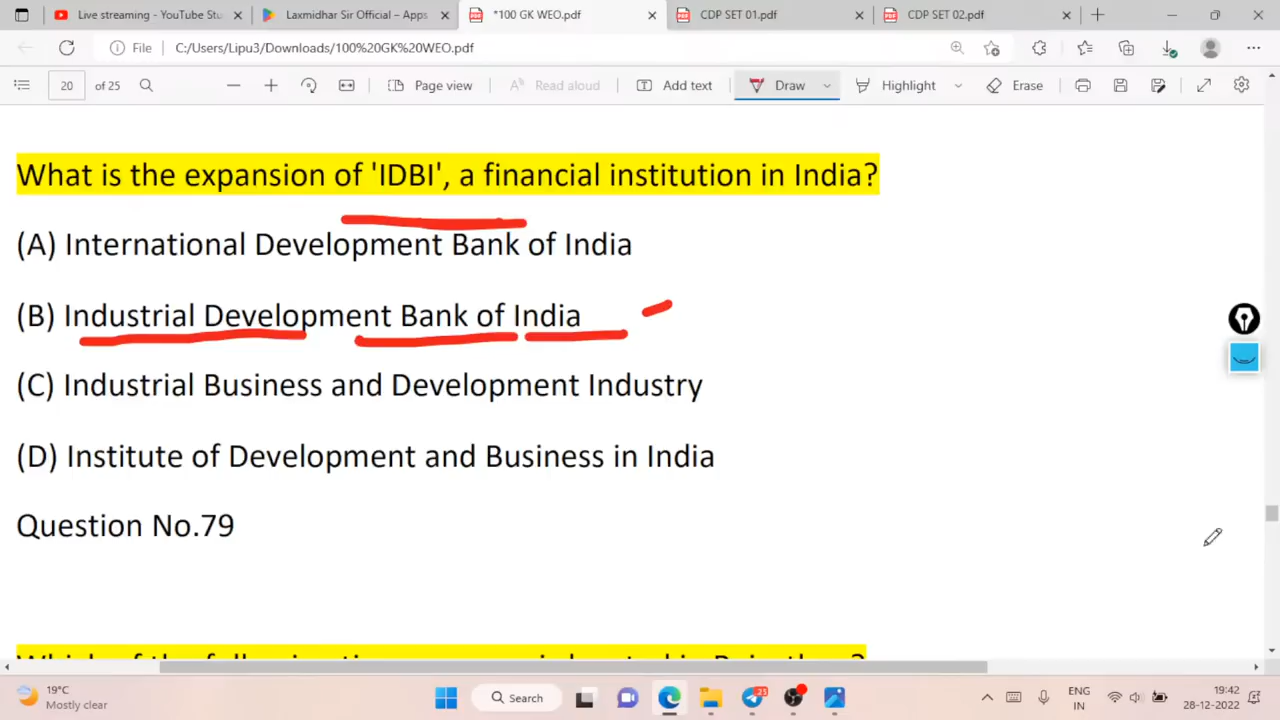 Live streaming - YouTube Stu
Laxmidhar Sir Official – Apps
*100 GK WEO.pdf
CDP SET 01.pdf
CDP SET 02.pdf
File
C:/Users/Lipu3/Downloads/100%20GK%20WEO.pdf
20 of 25
Page view
Read aloud
Add text
Draw
Highlight
Erase
What is the expansion of 'IDBI', a financial institution in India?
(A) International Development Bank of India
(B) Industrial Development Bank of India
(C) Industrial Business and Development Industry
(D) Institute of Development and Business in India
Question No.79
19°C
Mostly clear
Search
25
ENG
IN
19:42
28-12-2022